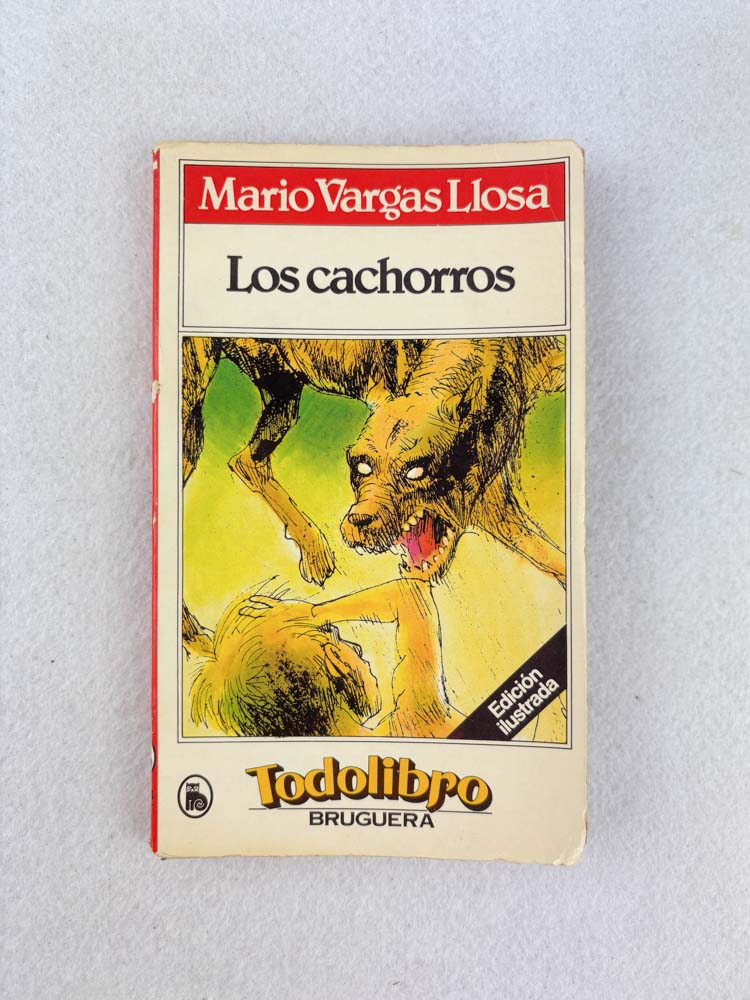 Mario Vargas Llosa
Los cachorros
Edición
ilustrada
Todolibro
BRUGUERA